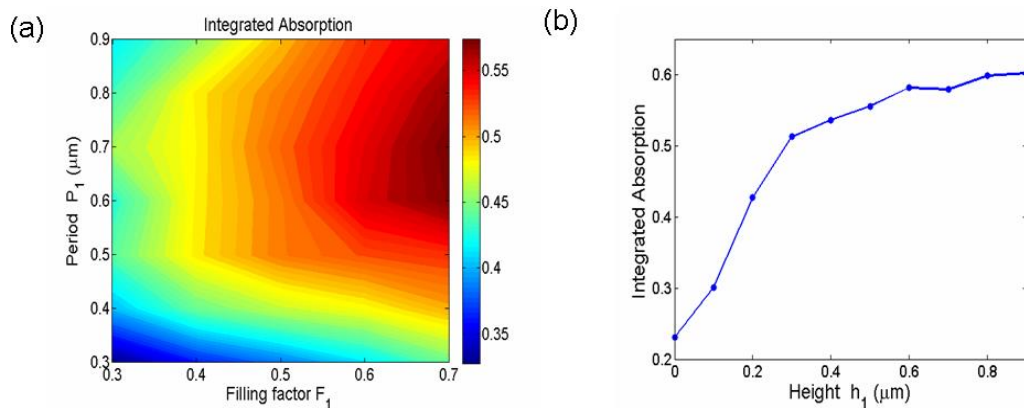 (a)
Integrated Absorption
0.9
0.8
0.7
0.6
0.5
0.4
0.3
Period P₁ (μm)
0.3 0.4 0.5 0.6 0.7
Filling factor F₁
0.55
0.5
0.45
0.4
0.35
(b)
0.6
0.5
0.4
0.3
0.2
Integrated Absorption
0 0.2 0.4 0.6 0.8
Height h₁ (μm)